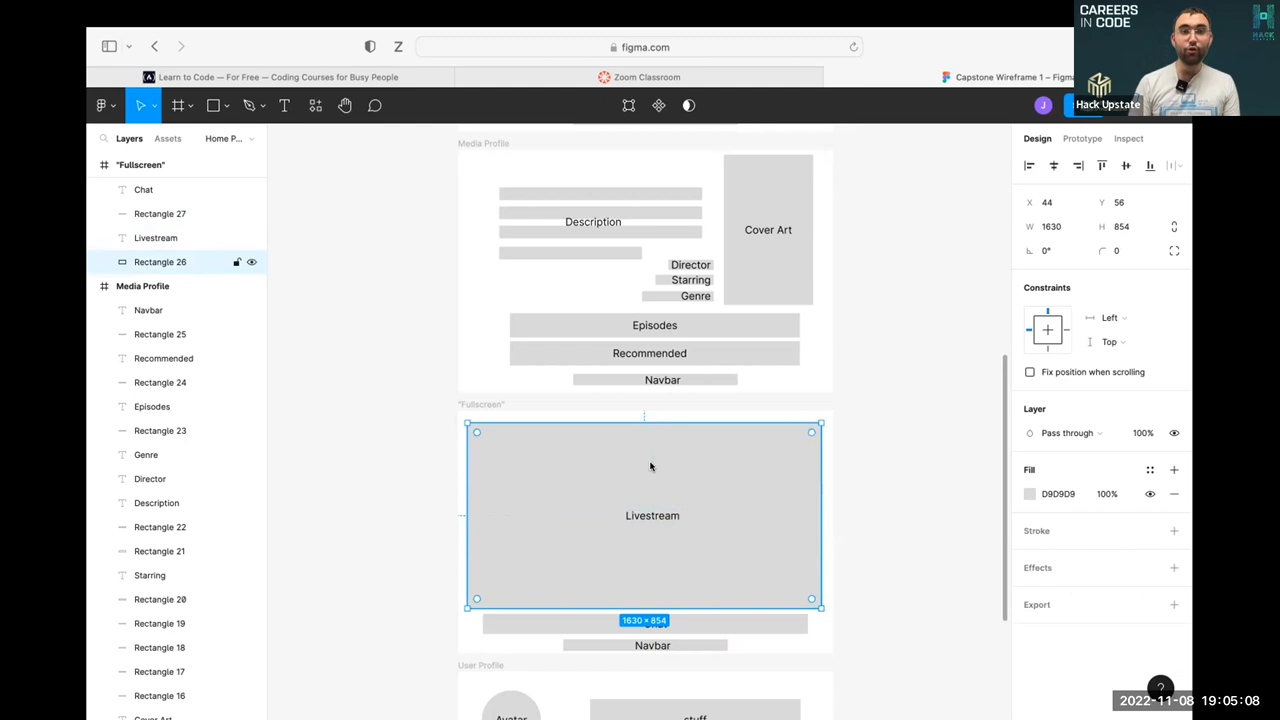 CAREERS
IN CODE
HACK
Hack Upstate
figma.com
Learn to Code — For Free — Coding Courses for Busy People
Zoom Classroom
Capstone Wireframe 1 – Figma
J
Layers
Assets
Home P...
"Fullscreen"
Chat
Rectangle 27
Livestream
Rectangle 26
Media Profile
Navbar
Rectangle 25
Recommended
Rectangle 24
Episodes
Rectangle 23
Genre
Director
Description
Rectangle 22
Rectangle 21
Starring
Rectangle 20
Rectangle 19
Rectangle 18
Rectangle 17
Rectangle 16
Cover Art
Media Profile
Description
Cover Art
Director
Starring
Genre
Episodes
Recommended
Navbar
"Fullscreen"
Livestream
1630 × 854
Navbar
User Profile
Avatar
stuff
Design
Prototype
Inspect
X 44
Y 56
W 1630
H 854
0°
0
Constraints
Left
Top
Fix position when scrolling
Layer
Pass through
100%
Fill
D9D9D9
100%
Stroke
Effects
Export
?
2022-11-08 19:05:08